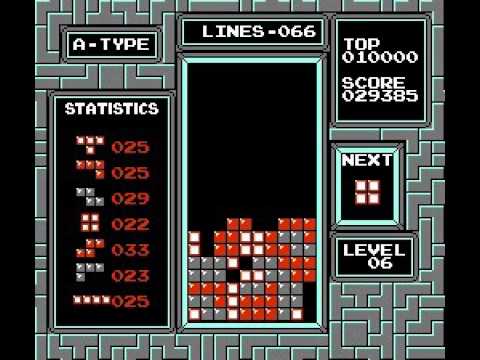 LINES-066
A-TYPE
TOP
010000
SCORE
029385
STATISTICS
025
025
029
022
033
023
025
NEXT
LEVEL
06